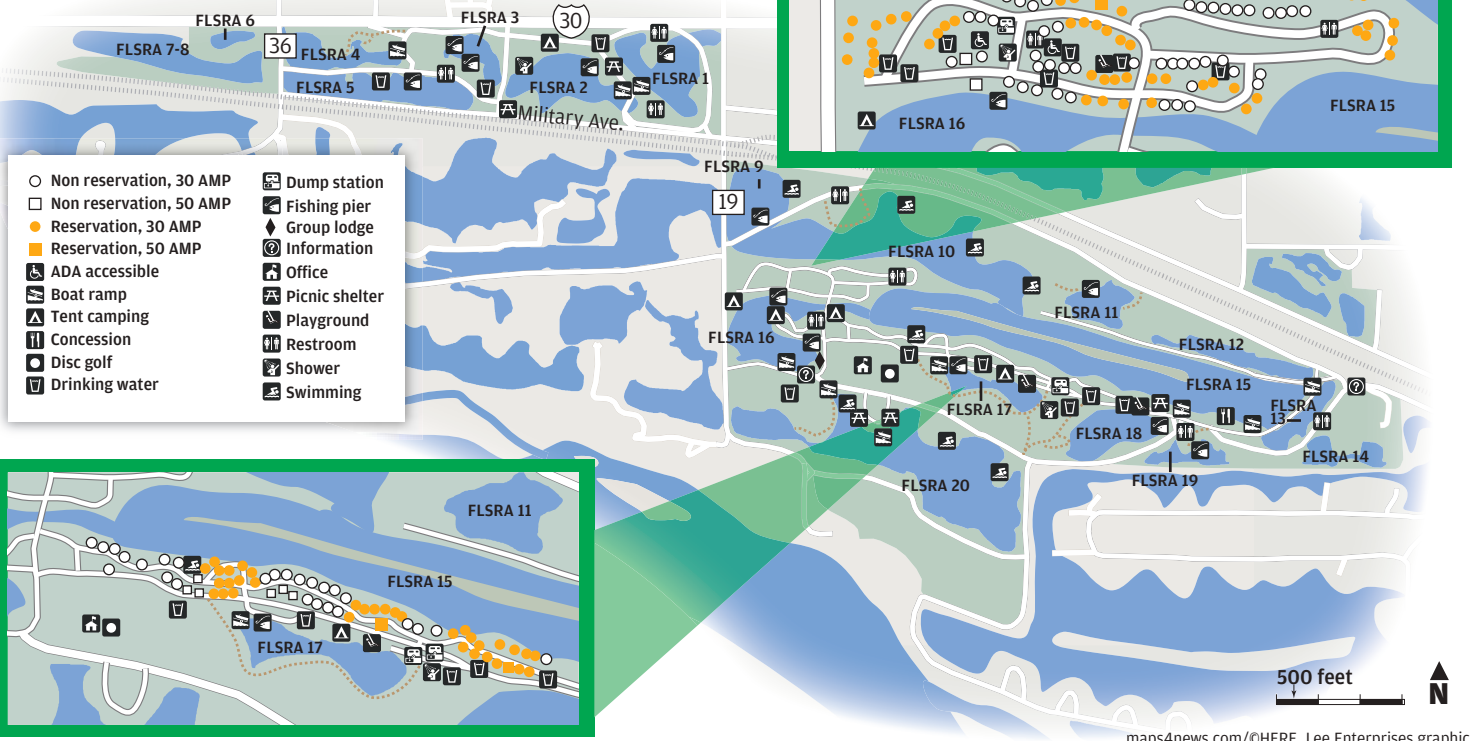 FLSRA 6
FLSRA 3
30
FLSRA 7-8
36
FLSRA 4
FLSRA 5
FLSRA 2
FLSRA 1
Military Ave.
FLSRA 16
FLSRA 15
Non reservation, 30 AMP
Non reservation, 50 AMP
Reservation, 30 AMP
Reservation, 50 AMP
ADA accessible
Boat ramp
Tent camping
Concession
Disc golf
Drinking water
Dump station
Fishing pier
Group lodge
Information
Office
Picnic shelter
Playground
Restroom
Shower
Swimming
FLSRA 9
19
FLSRA 10
FLSRA 11
FLSRA 16
FLSRA 12
FLSRA 15
FLSRA 17
FLSRA
13
FLSRA 18
FLSRA 14
FLSRA 19
FLSRA 20
FLSRA 11
FLSRA 15
FLSRA 17
500 feet
N
maps4news.com/©HERE, Lee Enterprises graphic